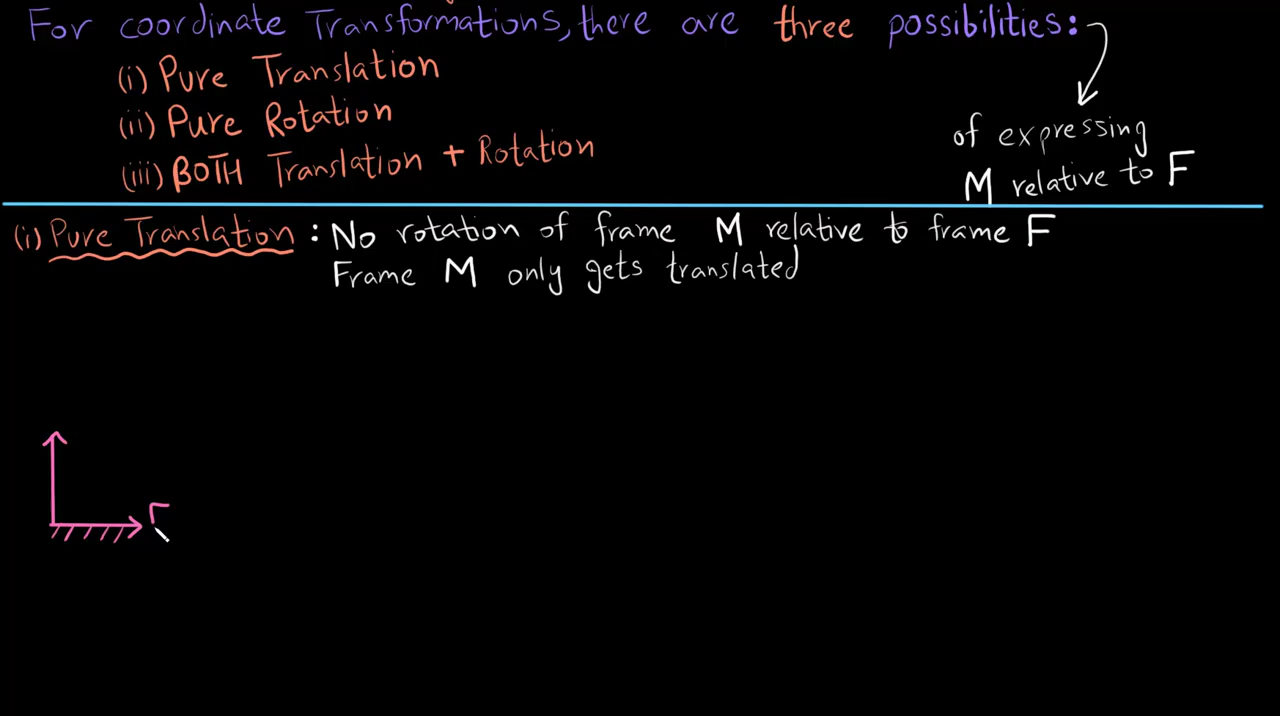 For coordinate Transformations, there are three possibilities:
(i) Pure Translation
(ii) Pure Rotation
(iii) BOTH Translation + Rotation
of expressing
M relative to F
(i) Pure Translation : No rotation of frame M relative to frame F
Frame M only gets translated